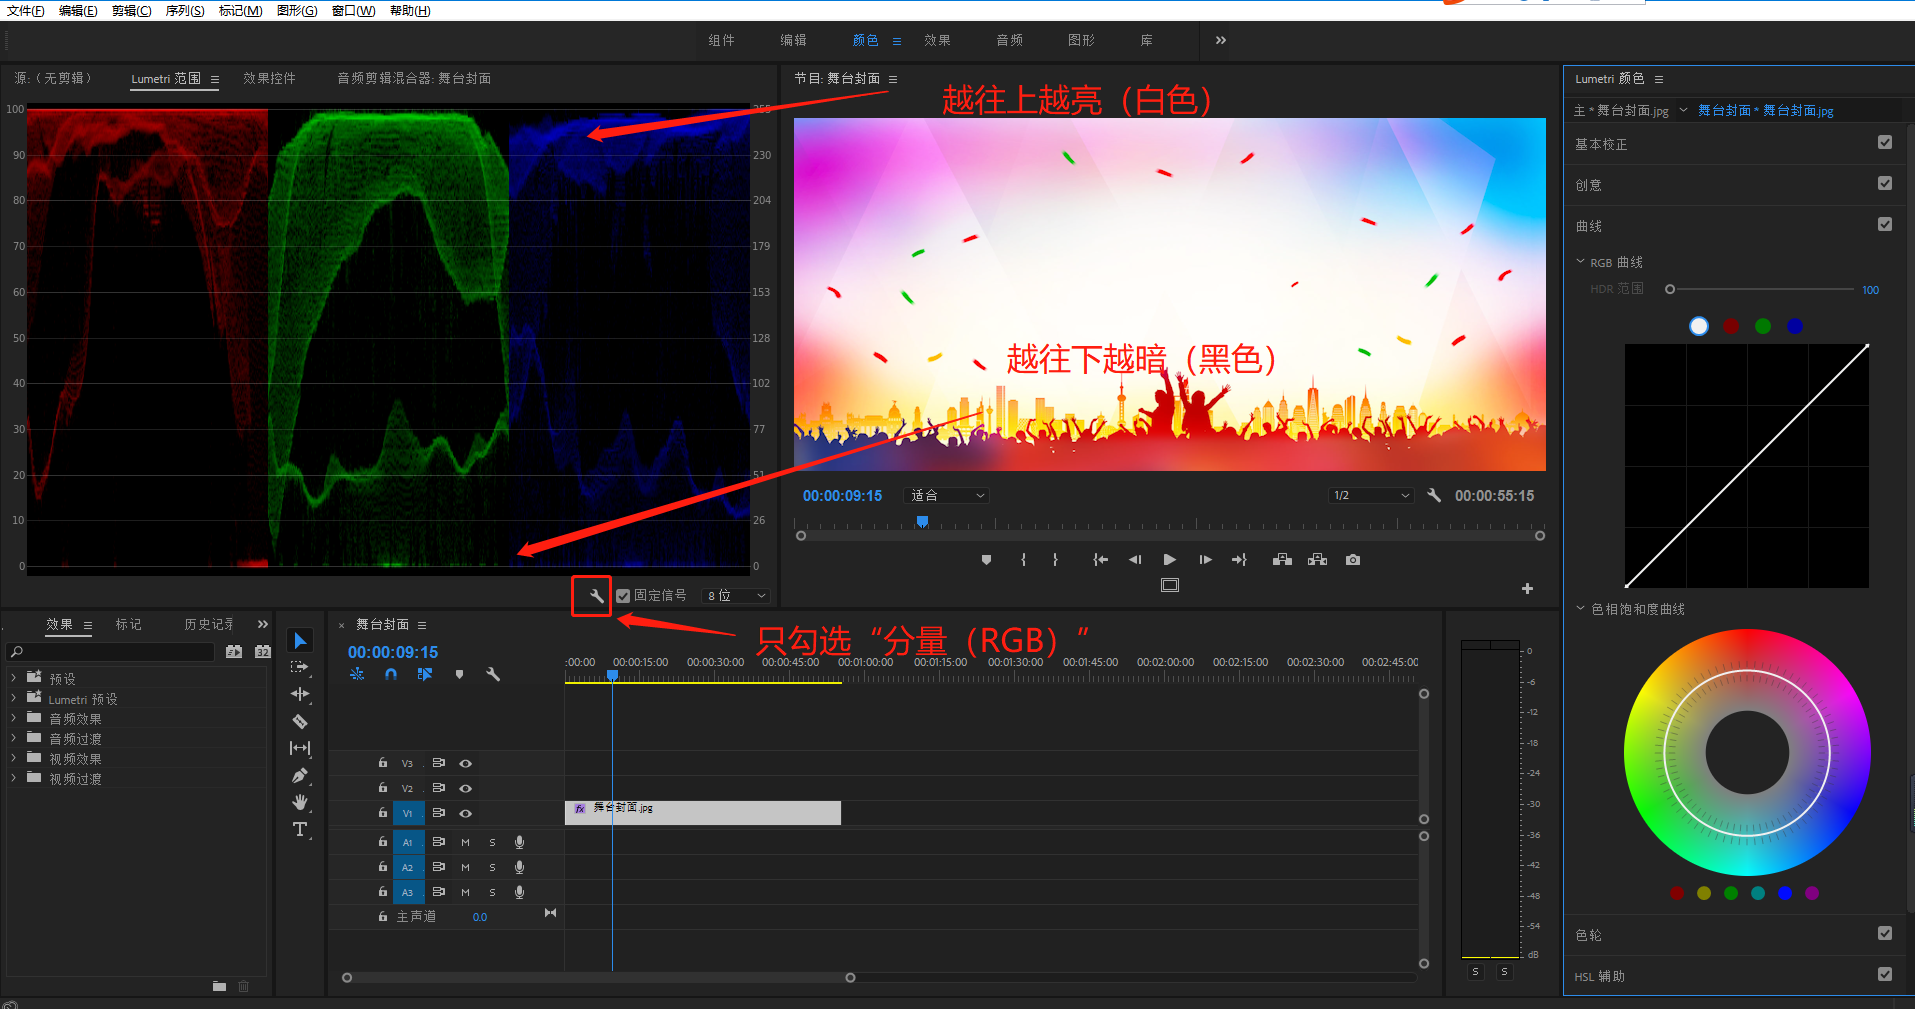 文件(F) 编辑(E) 剪辑(C) 序列(S) 标记(M) 图形(G) 窗口(W) 帮助(H)
组件 编辑 颜色 效果 音频 图形 库
源:（无剪辑） Lumetri 范围 效果控件 音频剪辑混合器: 舞台封面
节目: 舞台封面
Lumetri 颜色
越往上越亮（白色）
主 * 舞台封面.jpg 舞台封面 * 舞台封面.jpg
100 255
90 230
80 204
70 179
60 153
50 128
40 102
30 77
20 51
10 26
0 0
基本校正
创意
曲线
RGB 曲线
HDR 范围 100
越往下越暗（黑色）
00:00:09:15 适合 1/2 00:00:55:15
固定信号 8 位
只勾选“分量（RGB）”
色相饱和度曲线
效果 标记 历史记录
32
预设
Lumetri 预设
音频效果
音频过渡
视频效果
视频过渡
× 舞台封面
00:00:09:15
:00:00 00:00:15:00 00:00:30:00 00:00:45:00 00:01:00:00 00:01:15:00 00:01:30:00 00:01:45:00 00:02:00:00 00:02:15:00 00:02:30:00 00:02:45:00
V3
V2
V1 fx 舞台封面.jpg
A1 M S
A2 M S
A3 M S
主声道 0.0
0
-6
-12
-18
-24
-30
-36
-42
-48
-54
dB
S S
色轮
HSL 辅助